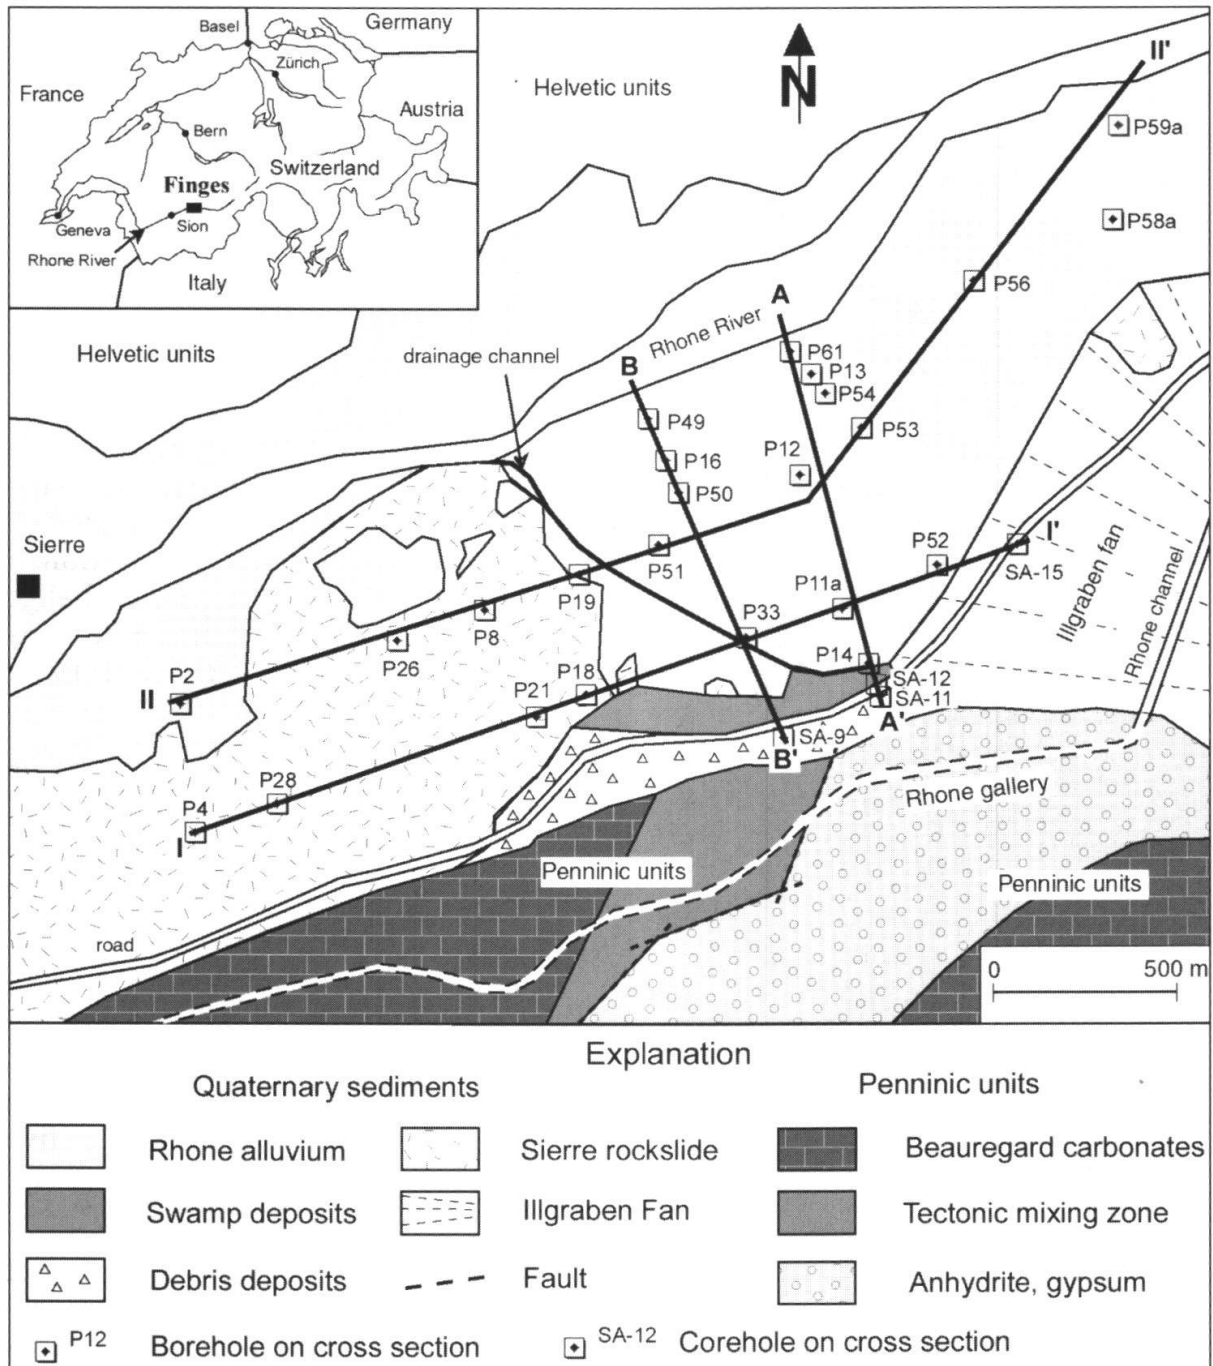 Basel
Germany
Zürich
France
Austria
Bern
Switzerland
Finges
Geneva
Sion
Rhone River
Italy
Helvetic units
N
II'
P59a
P58a
P56
A
Rhone River
P61
P13
P54
P53
Helvetic units
drainage channel
B
P49
P16
P50
P12
Sierre
P51
P19
P8
P26
P52
I'
SA-15
Illgraben fan
Rhone channel
P11a
P33
P14
SA-12
SA-11
A'
P2
II
P18
P21
SA-9
B'
P28
P4
I
Rhone gallery
Penninic units
Penninic units
road
0 500 m
Explanation
Quaternary sediments Penninic units
Rhone alluvium Sierre rockslide Beauregard carbonates
Swamp deposits Illgraben Fan Tectonic mixing zone
Debris deposits Fault Anhydrite, gypsum
P12 Borehole on cross section SA-12 Corehole on cross section